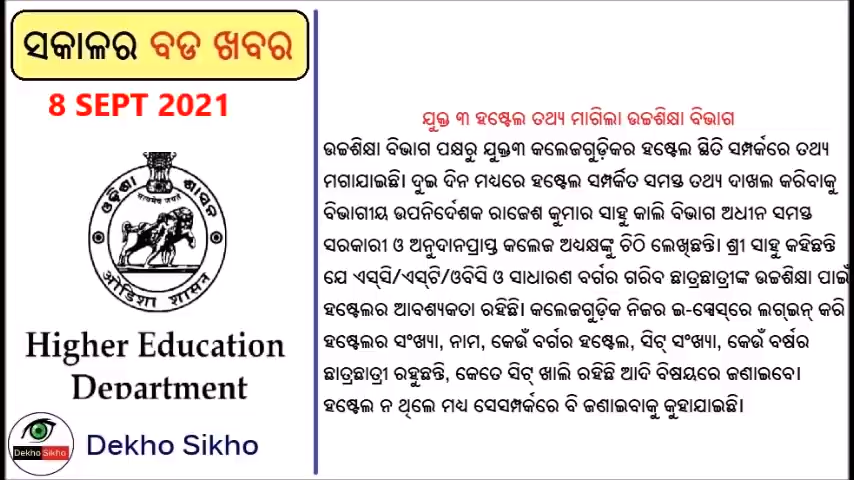 ସକାଳର ବଡ ଖବର
8 SEPT 2021
ଓଡ଼ିଶା ଶାସନ
ଓଡିଶା ଶାସନ
Higher Education
Department
Dekho Sikho
Dekho Sikho
ଯୁକ୍ତ ୩ ହଷ୍ଟେଲ ତଥ୍ୟ ମାଗିଲା ଉଚ୍ଚଶିକ୍ଷା ବିଭାଗ
ଉଚ୍ଚଶିକ୍ଷା ବିଭାଗ ପକ୍ଷରୁ ଯୁକ୍ତ୩ କଲେଜଗୁଡ଼ିକର ହଷ୍ଟେଲ ସ୍ଥିତି ସମ୍ପର୍କରେ ତଥ୍ୟ
ମଗାଯାଇଛି। ଦୁଇ ଦିନ ମଧ୍ୟରେ ହଷ୍ଟେଲ ସମ୍ପର୍କିତ ସମସ୍ତ ତଥ୍ୟ ଦାଖଲ କରିବାକୁ
ବିଭାଗୀୟ ଉପନିର୍ଦେଶକ ରାଜେଶ କୁମାର ସାହୁ କାଲି ବିଭାଗ ଅଧୀନ ସମସ୍ତ
ସରକାରୀ ଓ ଅନୁଦାନପ୍ରାପ୍ତ କଲେଜ ଅଧ୍ୟକ୍ଷଙ୍କୁ ଚିଠି ଲେଖିଛନ୍ତି। ଶ୍ରୀ ସାହୁ କହିଛନ୍ତି
ଯେ ଏସ୍‌ସି/ଏସ୍‌ଟି/ଓବିସି ଓ ସାଧାରଣ ବର୍ଗର ଗରିବ ଛାତ୍ରଛାତ୍ରୀଙ୍କ ଉଚ୍ଚଶିକ୍ଷା ପାଇଁ
ହଷ୍ଟେଲର ଆବଶ୍ୟକତା ରହିଛି। କଲେଜଗୁଡ଼ିକ ନିଜର ଇ-ସ୍ପେସ୍‌ରେ ଲଗ୍‌ଇନ୍ କରି
ହଷ୍ଟେଲର ସଂଖ୍ୟା, ନାମ, କେଉଁ ବର୍ଗର ହଷ୍ଟେଲ, ସିଟ୍ ସଂଖ୍ୟା, କେଉଁ ବର୍ଷର
ଛାତ୍ରଛାତ୍ରୀ ରହୁଛନ୍ତି, କେତେ ସିଟ୍ ଖାଲି ରହିଛି ଆଦି ବିଷୟରେ ଜଣାଇବେ।
ହଷ୍ଟେଲ ନ ଥିଲେ ମଧ୍ୟ ସେସମ୍ପର୍କରେ ବି ଜଣାଇବାକୁ କୁହାଯାଇଛି।